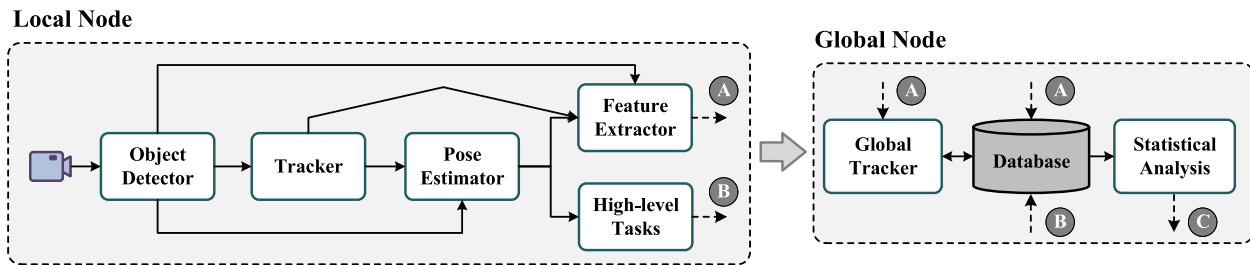 Local Node
Object
Detector
Tracker
Pose
Estimator
Feature
Extractor
A
High-level
Tasks
B
Global Node
A
A
Global
Tracker
Database
Statistical
Analysis
B
C